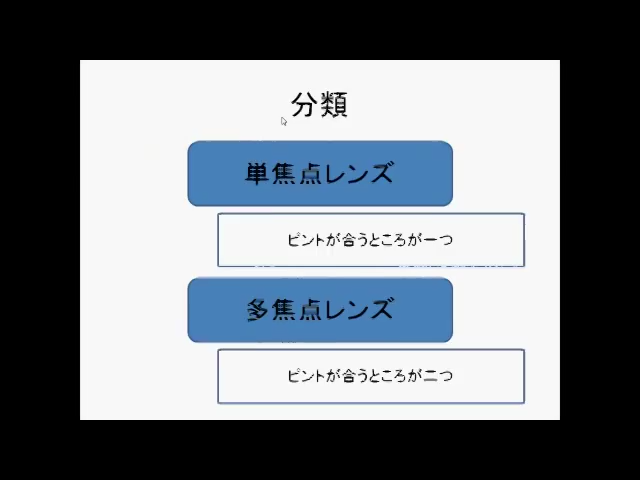 分類
単焦点レンズ
ピントが合うところが一つ
多焦点レンズ
ピントが合うところが二つ